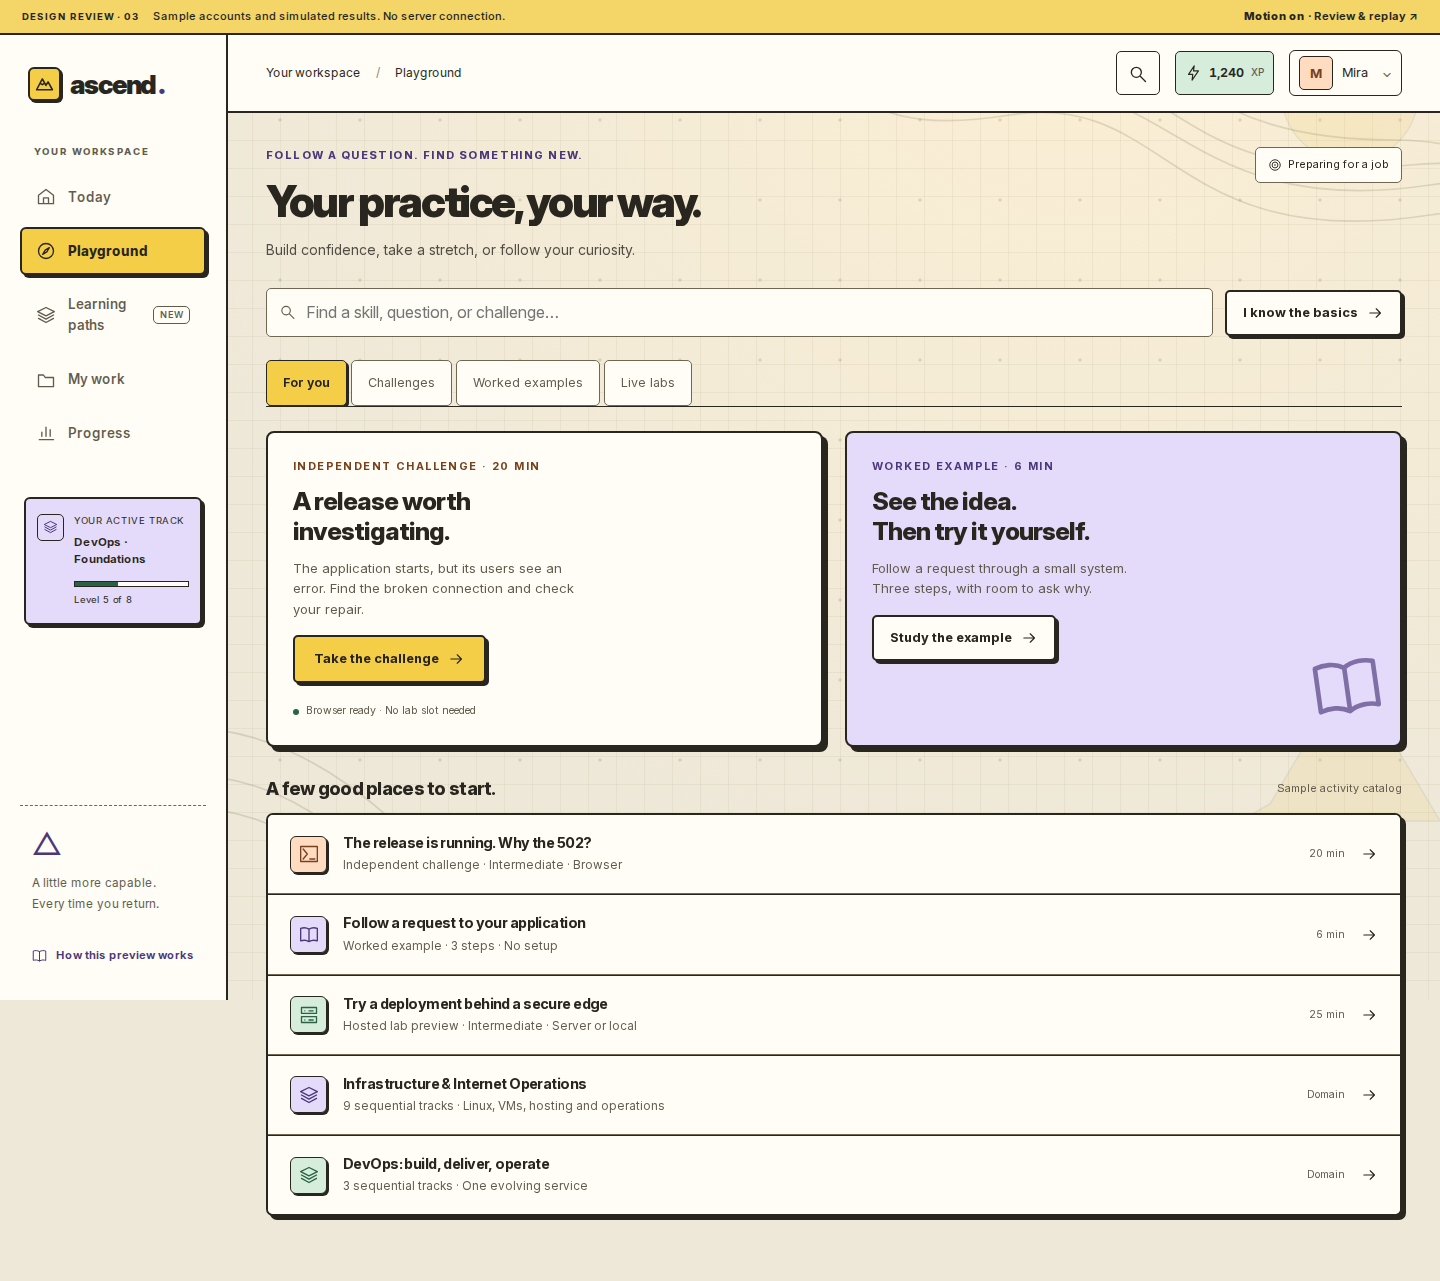 DESIGN REVIEW · 03 Sample accounts and simulated results. No server connection. Motion on · Review & replay ↗
ascend.
YOUR WORKSPACE
Today
Playground
Learning
paths
NEW
My work
Progress
YOUR ACTIVE TRACK
DevOps ·
Foundations
Level 5 of 8
A little more capable.
Every time you return.
How this preview works
Your workspace / Playground
1,240 XP
M Mira
FOLLOW A QUESTION. FIND SOMETHING NEW.
Preparing for a job
Your practice, your way.
Build confidence, take a stretch, or follow your curiosity.
Find a skill, question, or challenge...
I know the basics →
For you Challenges Worked examples Live labs
INDEPENDENT CHALLENGE · 20 MIN
A release worth
investigating.
The application starts, but its users see an
error. Find the broken connection and check
your repair.
Take the challenge →
Browser ready · No lab slot needed
WORKED EXAMPLE · 6 MIN
See the idea.
Then try it yourself.
Follow a request through a small system.
Three steps, with room to ask why.
Study the example →
A few good places to start.
Sample activity catalog
The release is running. Why the 502?
Independent challenge · Intermediate · Browser
20 min →
Follow a request to your application
Worked example · 3 steps · No setup
6 min →
Try a deployment behind a secure edge
Hosted lab preview · Intermediate · Server or local
25 min →
Infrastructure & Internet Operations
9 sequential tracks · Linux, VMs, hosting and operations
Domain →
DevOps: build, deliver, operate
3 sequential tracks · One evolving service
Domain →